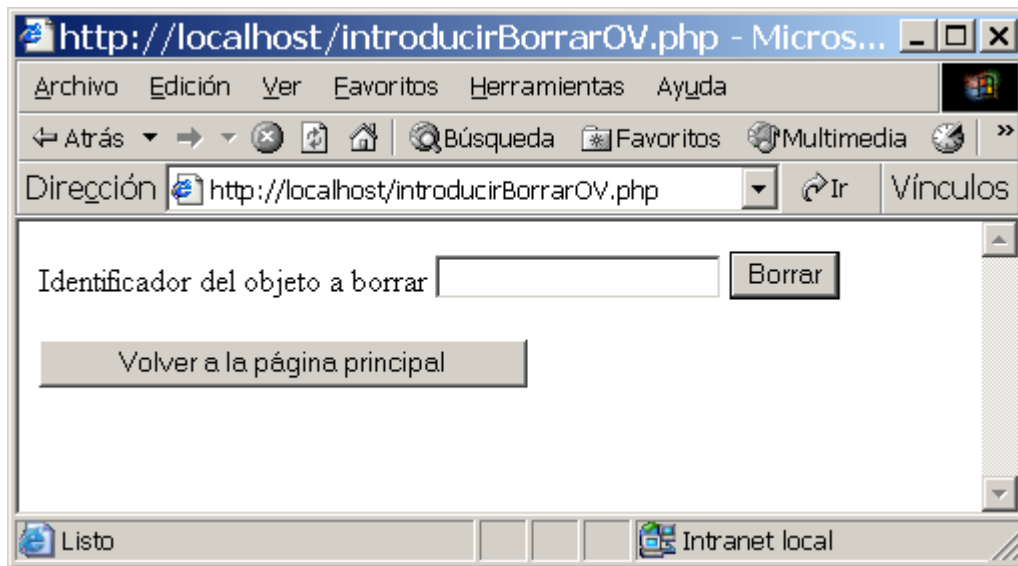 http://localhost/introducirBorrarOV.php - Micros...
Archivo Edición Ver Favoritos Herramientas Ayuda
Atrás Búsqueda Favoritos Multimedia »
Dirección http://localhost/introducirBorrarOV.php Ir Vínculos
Identificador del objeto a borrar Borrar
Volver a la página principal
Listo Intranet local